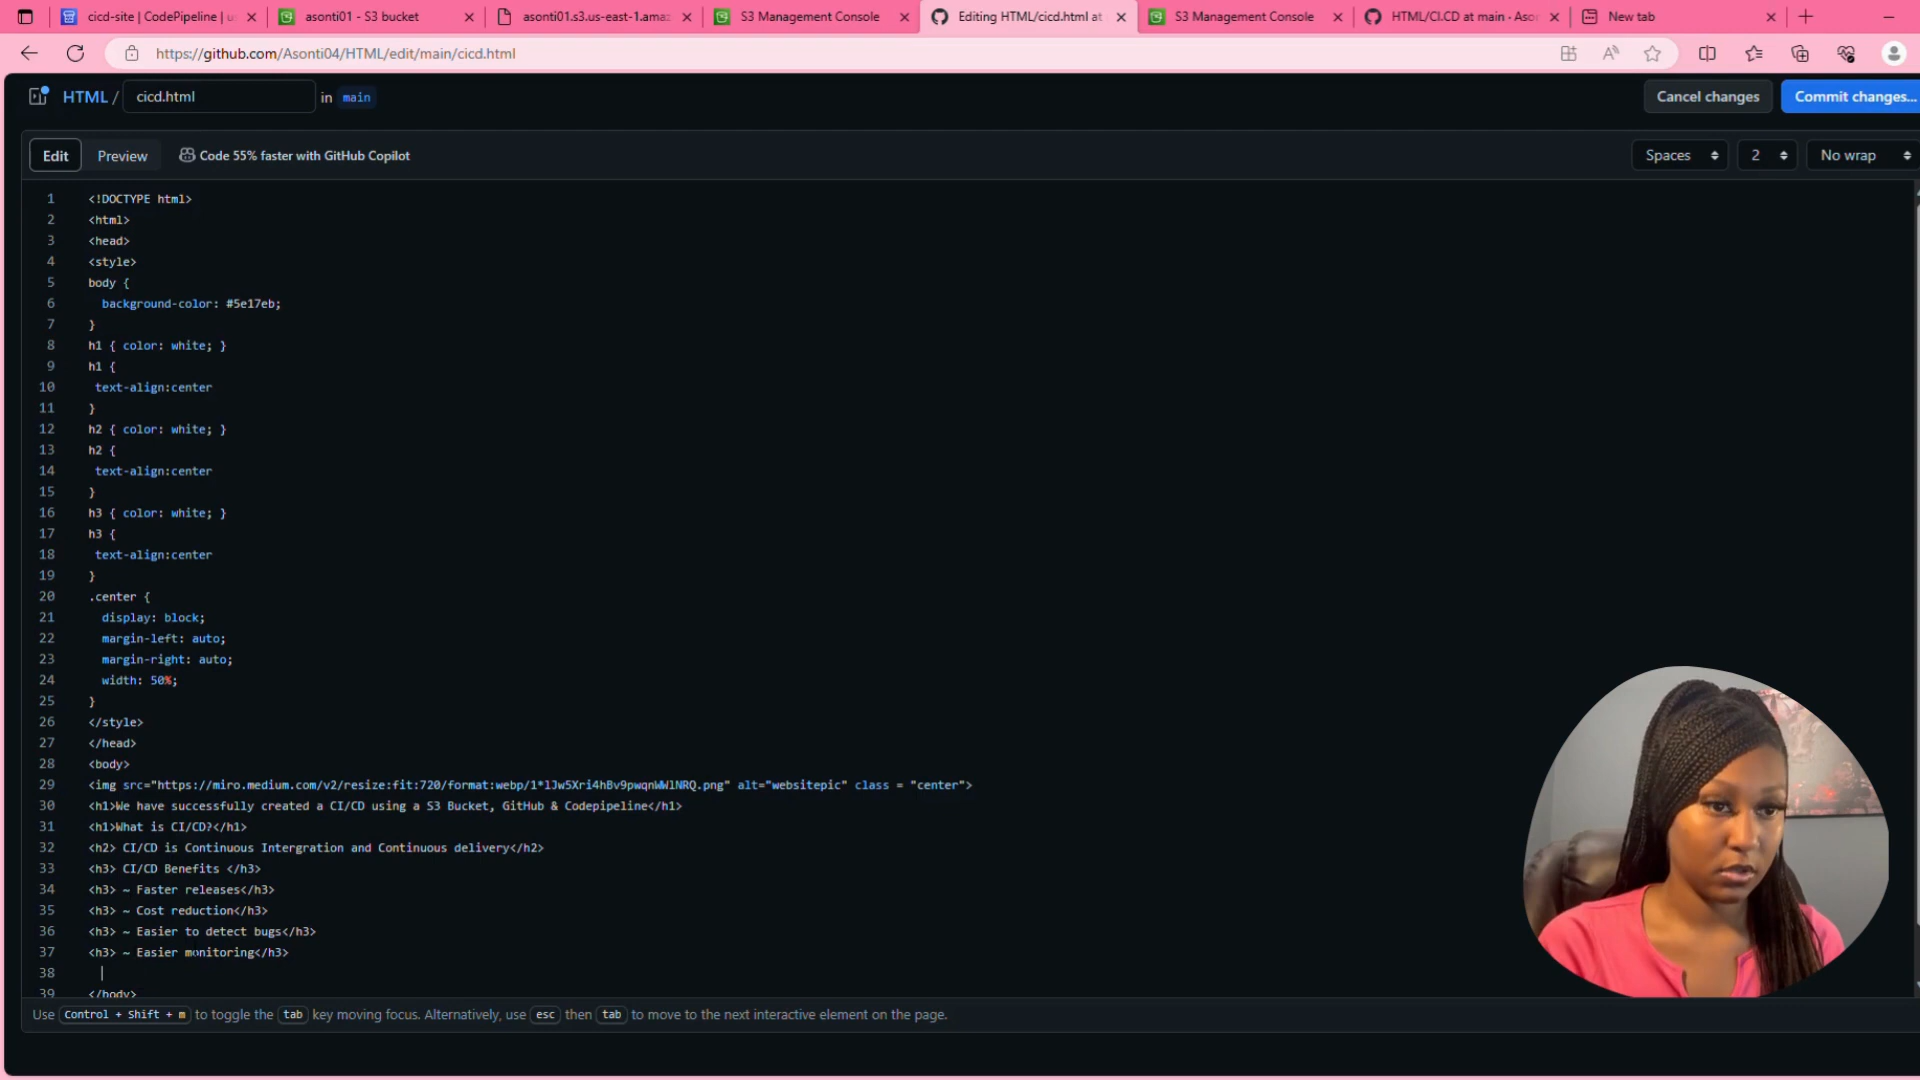 cicd-site | CodePipeline | u
asonti01 - S3 bucket
asonti01.s3.us-east-1.ama
S3 Management Console
Editing HTML/cicd.html at
S3 Management Console
HTML/CI.CD at main · Aso
New tab
https://github.com/Asonti04/HTML/edit/main/cicd.html
HTML / cicd.html in main
Cancel changes
Commit changes...
Edit
Preview
Code 55% faster with GitHub Copilot
Spaces
2
No wrap
1 <!DOCTYPE html>
2 <html>
3 <head>
4 <style>
5 body {
6 background-color: #5e17eb;
7 }
8 h1 { color: white; }
9 h1 {
10 text-align:center
11 }
12 h2 { color: white; }
13 h2 {
14 text-align:center
15 }
16 h3 { color: white; }
17 h3 {
18 text-align:center
19 }
20 .center {
21 display: block;
22 margin-left: auto;
23 margin-right: auto;
24 width: 50%;
25 }
26 </style>
27 </head>
28 <body>
29 <img src="https://miro.medium.com/v2/resize:fit:720/format:webp/1*lJw5Xri4hBv9pwqnWWlNRQ.png" alt="websitepic" class = "center">
30 <h1>We have successfully created a CI/CD using a S3 Bucket, GitHub & Codepipeline</h1>
31 <h1>What is CI/CD?</h1>
32 <h2> CI/CD is Continuous Intergration and Continuous delivery</h2>
33 <h3> CI/CD Benefits </h3>
34 <h3> ~ Faster releases</h3>
35 <h3> ~ Cost reduction</h3>
36 <h3> ~ Easier to detect bugs</h3>
37 <h3> ~ Easier monitoring</h3>
38
39 </body>
Use Control + Shift + m to toggle the tab key moving focus. Alternatively, use esc then tab to move to the next interactive element on the page.